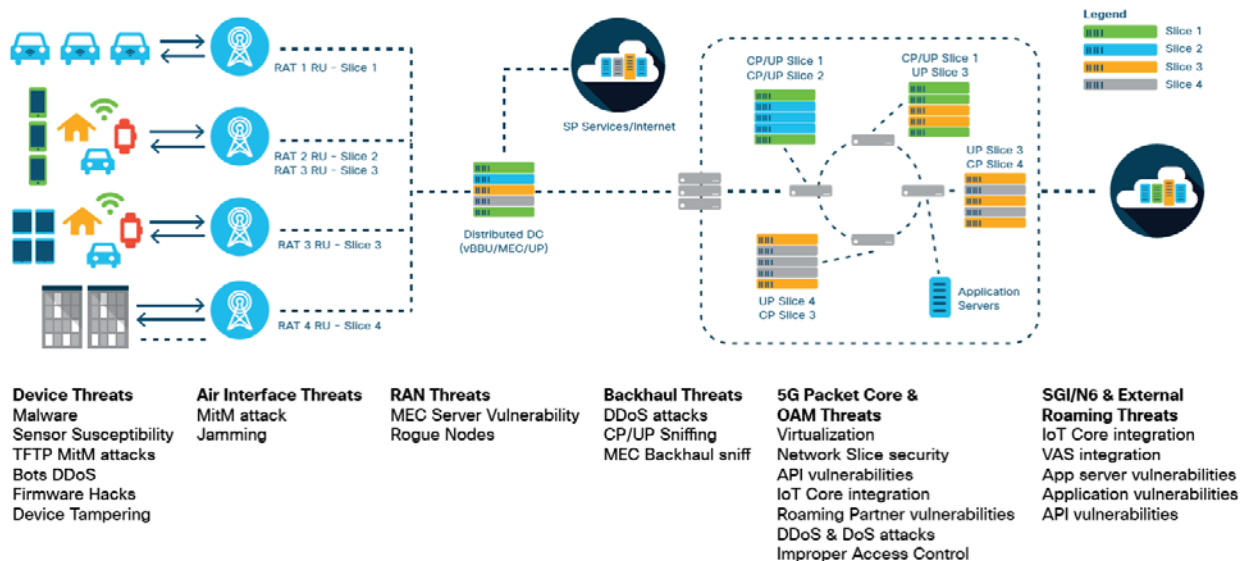 Legend
Slice 1
Slice 2
Slice 3
Slice 4
RAT 1 RU - Slice 1
RAT 2 RU - Slice 2
RAT 3 RU - Slice 3
RAT 3 RU - Slice 3
RAT 4 RU - Slice 4
SP Services/Internet
Distributed DC
(vBBU/MEC/UP)
CP/UP Slice 1
CP/UP Slice 2
CP/UP Slice 1
UP Slice 3
UP Slice 3
CP Slice 4
UP Slice 4
CP Slice 3
Application
Servers
Device Threats
Malware
Sensor Susceptibility
TFTP MitM attacks
Bots DDoS
Firmware Hacks
Device Tampering
Air Interface Threats
MitM attack
Jamming
RAN Threats
MEC Server Vulnerability
Rogue Nodes
Backhaul Threats
DDoS attacks
CP/UP Sniffing
MEC Backhaul sniff
5G Packet Core &
OAM Threats
Virtualization
Network Slice security
API vulnerabilities
IoT Core integration
Roaming Partner vulnerabilities
DDoS & DoS attacks
Improper Access Control
SGI/N6 & External
Roaming Threats
IoT Core integration
VAS integration
App server vulnerabilities
Application vulnerabilities
API vulnerabilities